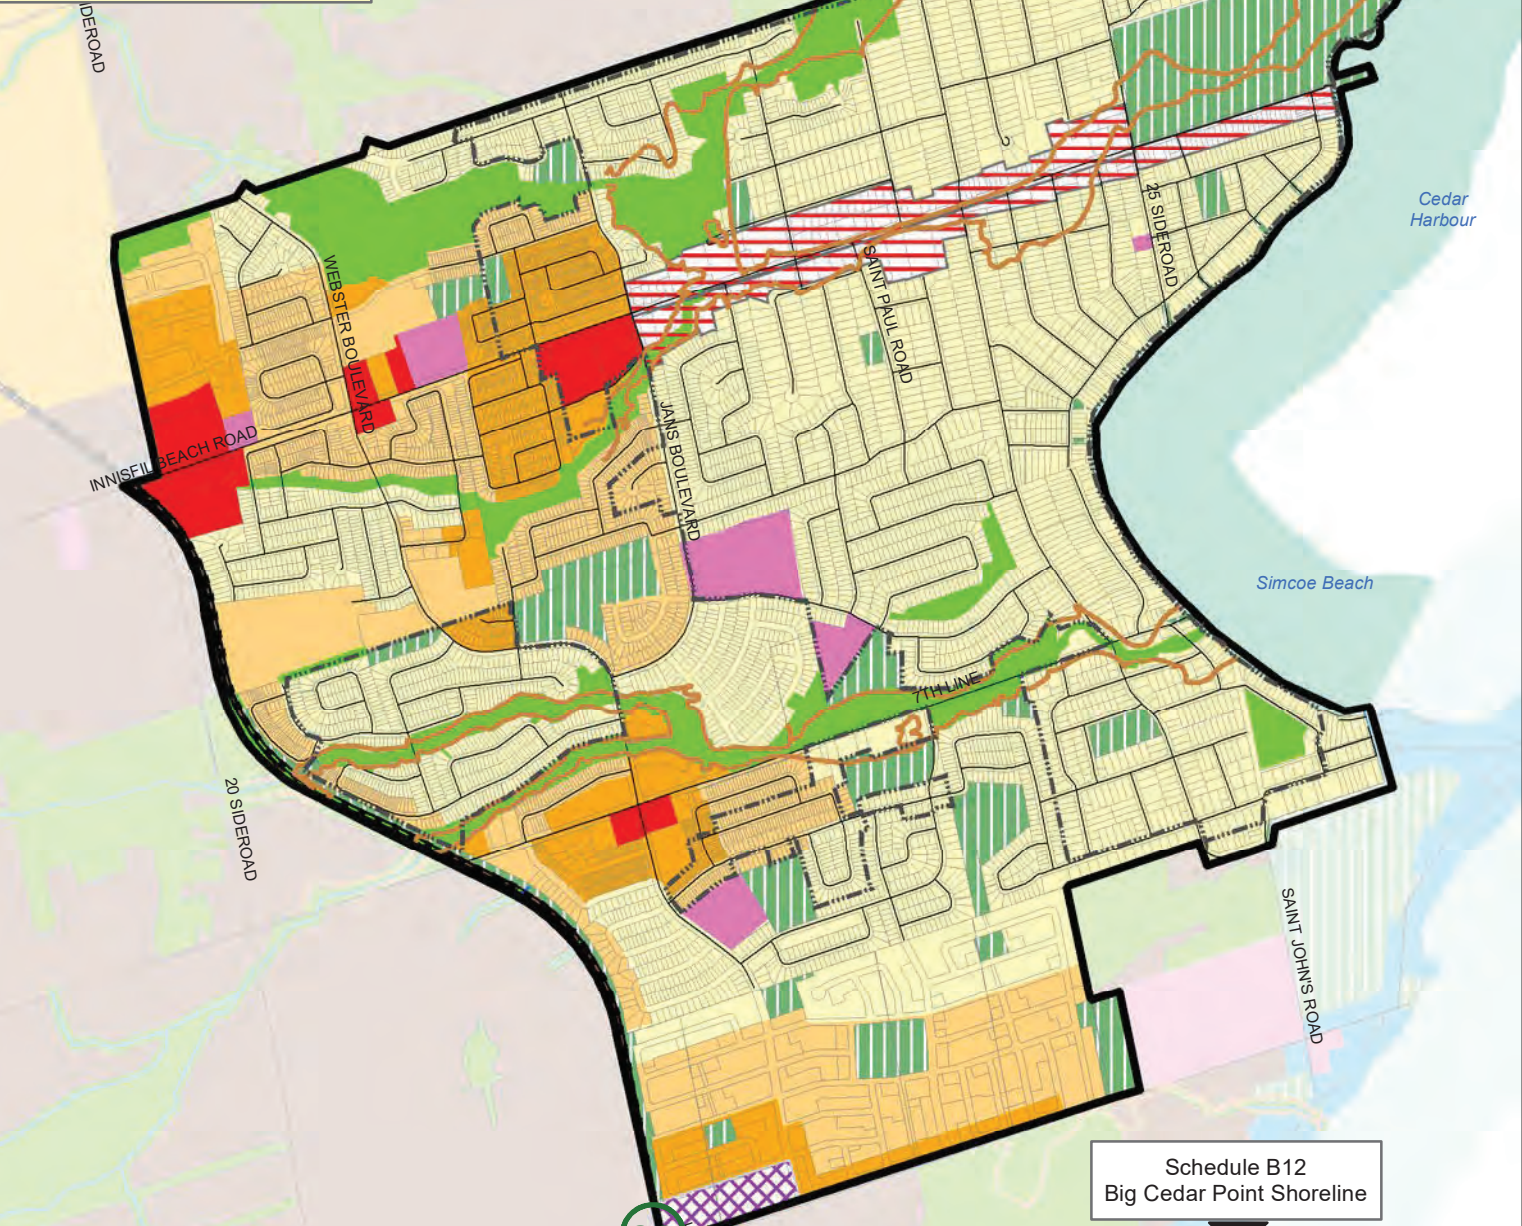 IDEROAD
Cedar
Harbour
25 SIDEROAD
WEBSTER BOULEVARD
SAINT PAUL ROAD
JANS BOULEVARD
INNISFIL BEACH ROAD
Simcoe Beach
7TH LINE
20 SIDEROAD
SAINT JOHN'S ROAD
Schedule B12
Big Cedar Point Shoreline